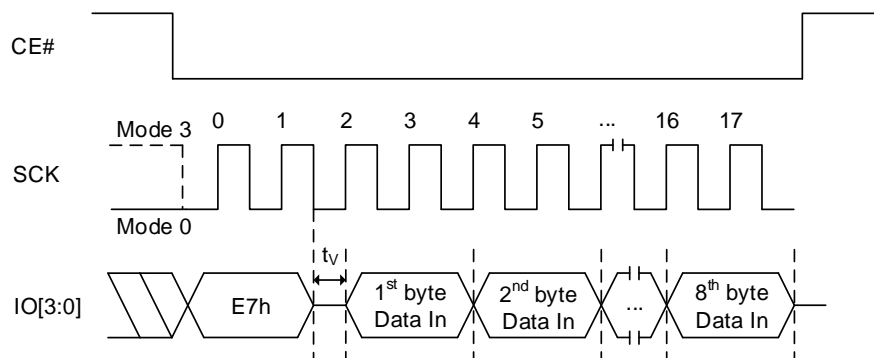 CE#
Mode 3 0 1 2 3 4 5 ... 16 17
SCK
Mode 0
tV
IO[3:0] E7h 1st byte Data In 2nd byte Data In ... 8th byte Data In